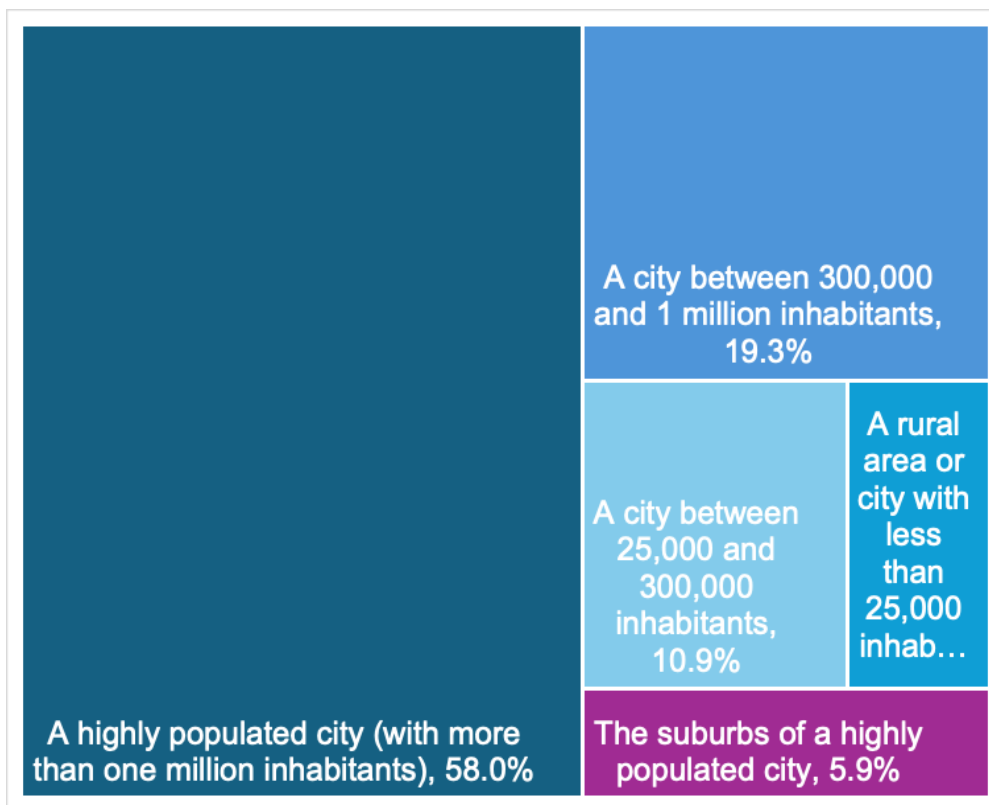 A highly populated city (with more
than one million inhabitants), 58.0%
A city between 300,000
and 1 million inhabitants,
19.3%
A city between
25,000 and
300,000
inhabitants,
10.9%
A rural
area or
city with
less
than
25,000
inhab…
The suburbs of a highly
populated city, 5.9%